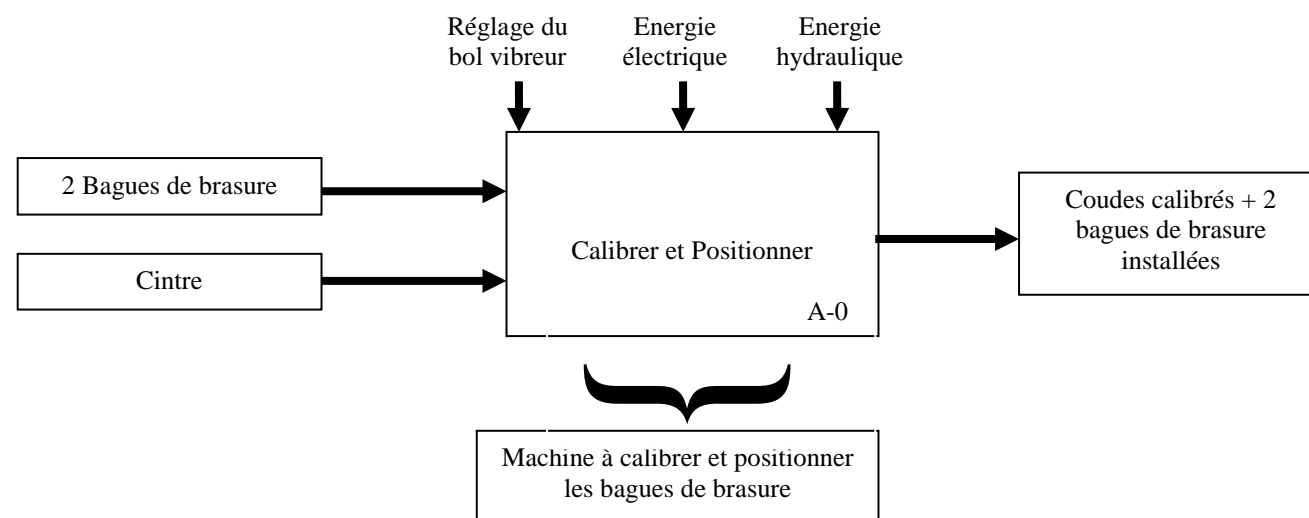 Réglage du
bol vibreur
Energie
électrique
Energie
hydraulique
2 Bagues de brasure
Cintre
Calibrer et Positionner
A-0
Coudes calibrés + 2
bagues de brasure
installées
Machine à calibrer et positionner
les bagues de brasure